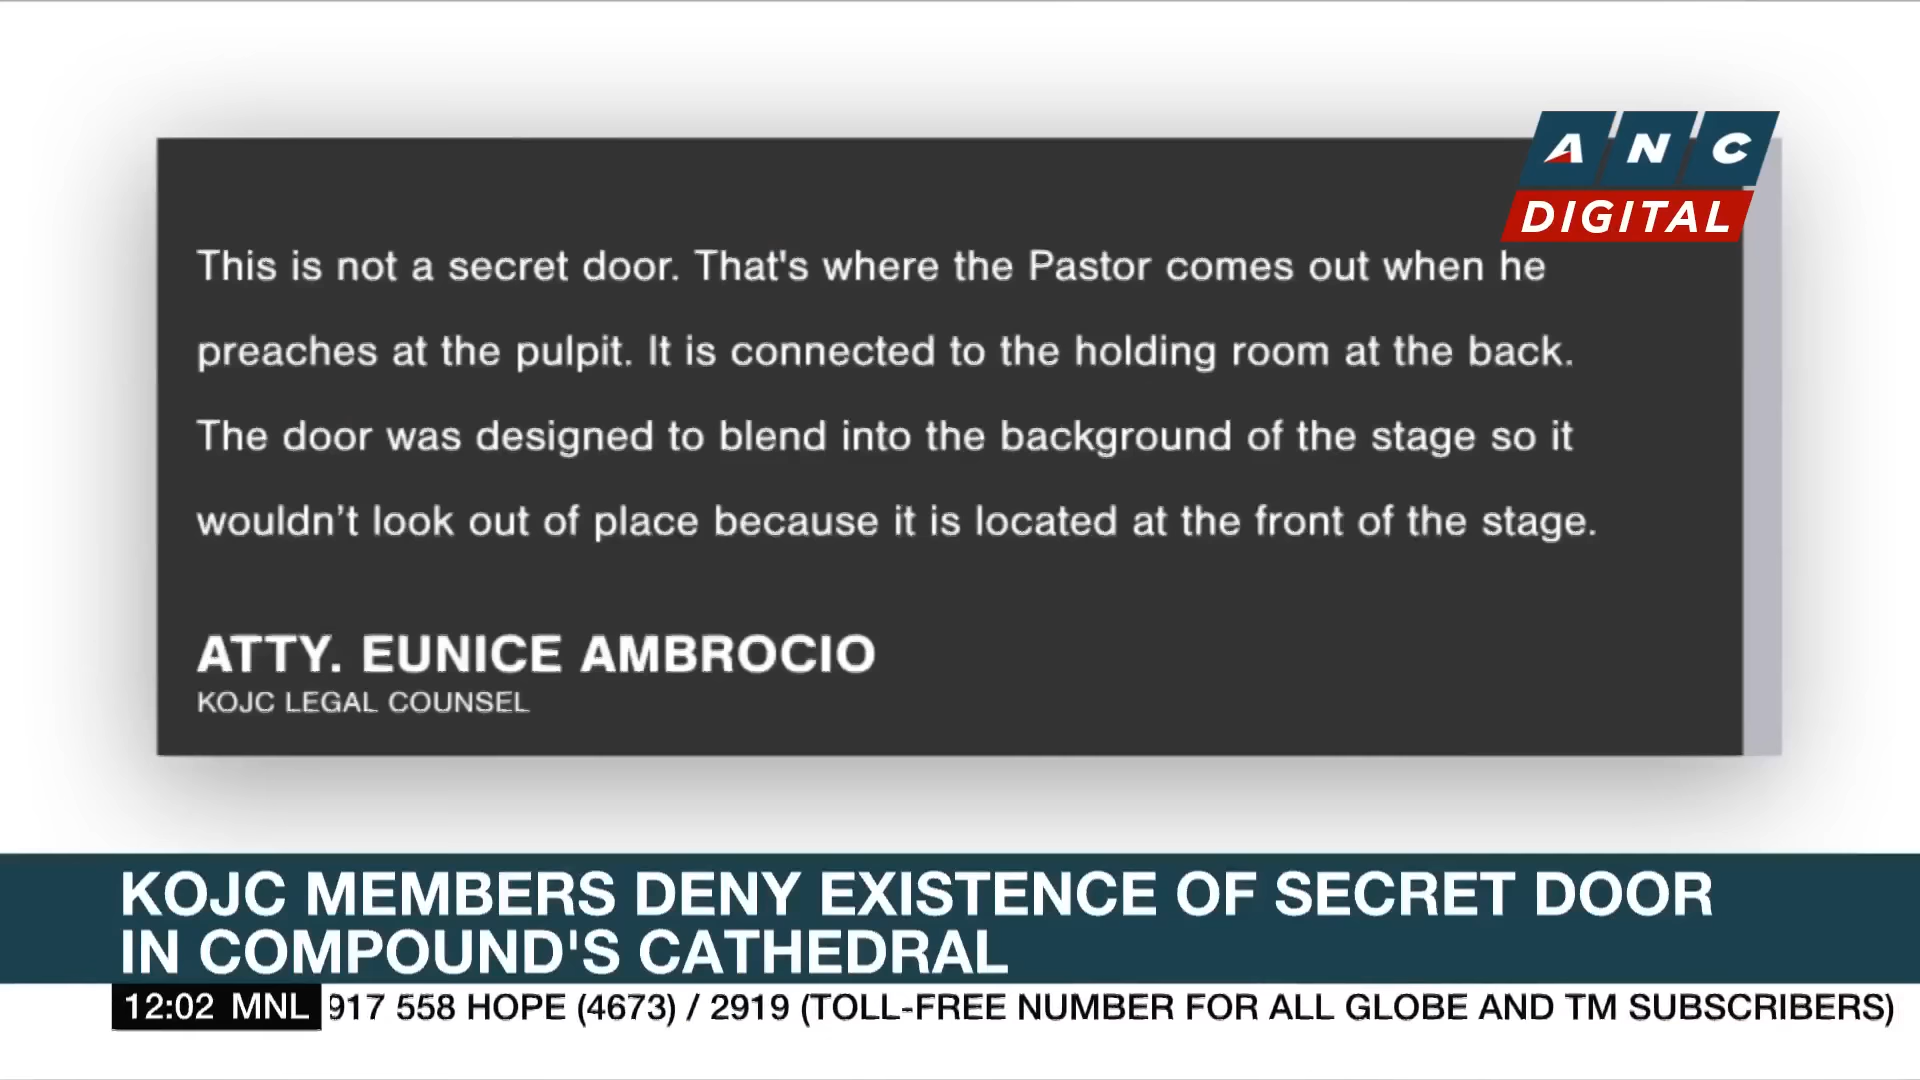 ANC
DIGITAL
This is not a secret door. That's where the Pastor comes out when he
preaches at the pulpit. It is connected to the holding room at the back.
The door was designed to blend into the background of the stage so it
wouldn’t look out of place because it is located at the front of the stage.
ATTY. EUNICE AMBROCIO
KOJC LEGAL COUNSEL
KOJC MEMBERS DENY EXISTENCE OF SECRET DOOR
IN COMPOUND'S CATHEDRAL
12:02 MNL 917 558 HOPE (4673) / 2919 (TOLL-FREE NUMBER FOR ALL GLOBE AND TM SUBSCRIBERS)